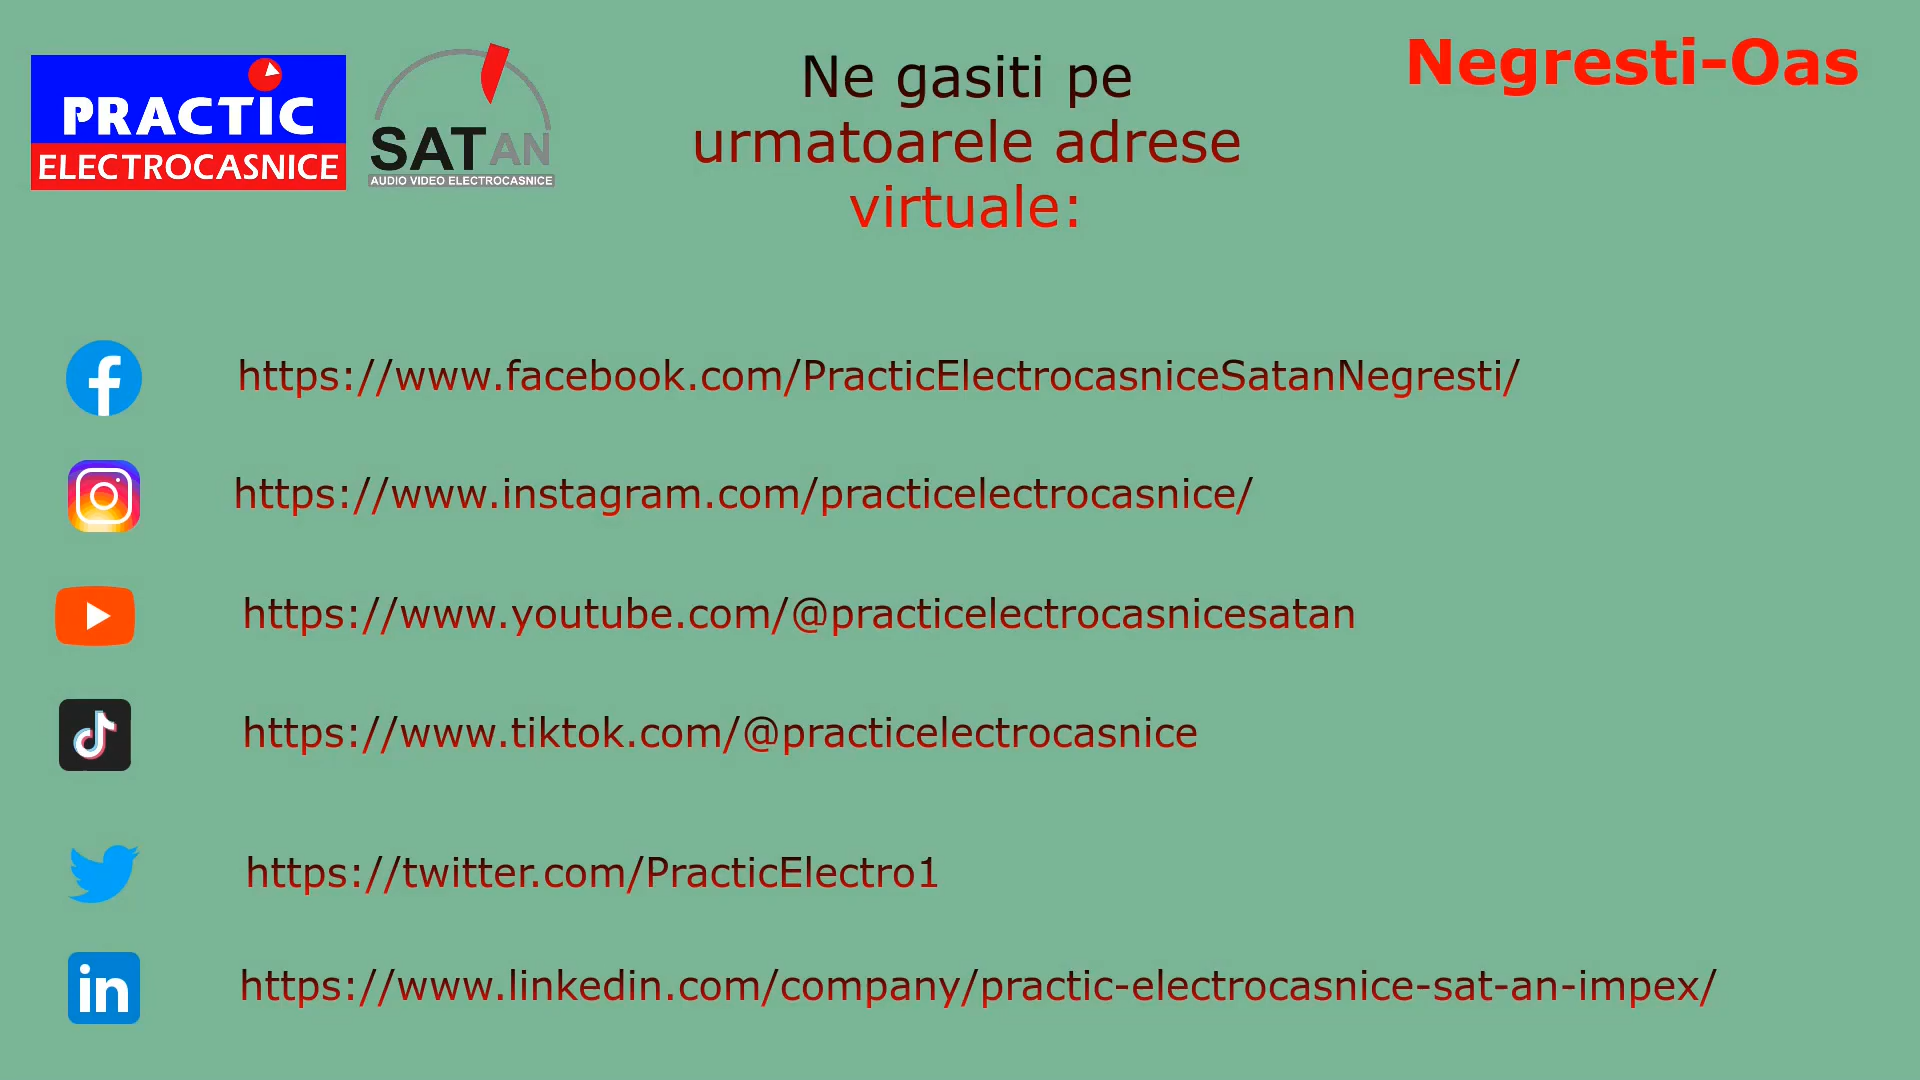 PRACTIC
ELECTROCASNICE
SATAN
AUDIO VIDEO ELECTROCASNICE
Ne gasiti pe
urmatoarele adrese
virtuale:
Negresti-Oas
https://www.facebook.com/PracticElectrocasniceSatanNegresti/
https://www.instagram.com/practicelectrocasnice/
https://www.youtube.com/@practicelectrocasnicesatan
https://www.tiktok.com/@practicelectrocasnice
https://twitter.com/PracticElectro1
in
https://www.linkedin.com/company/practic-electrocasnice-sat-an-impex/